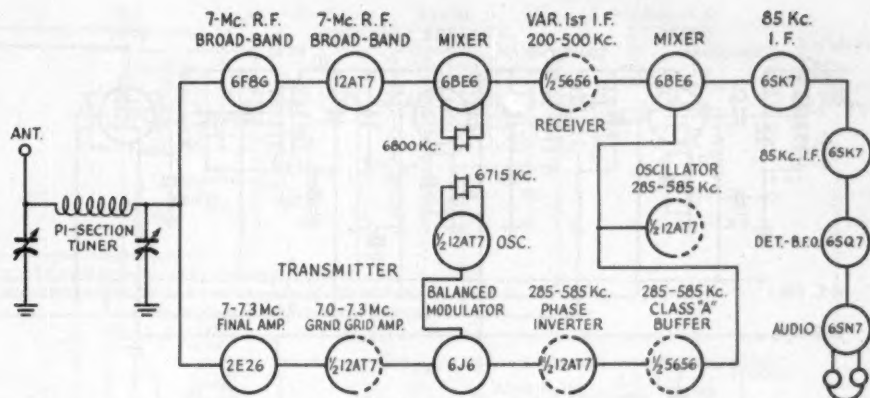 7-Mc. R.F.
BROAD-BAND
7-Mc. R.F.
BROAD-BAND
MIXER
VAR. 1ST I.F.
200-500 Kc.
MIXER
85 Kc.
I. F.
6F8G
12AT7
6BE6
½ 5656
6BE6
6SK7
RECEIVER
6800 Kc.
ANT.
PI-SECTION
TUNER
6715 Kc.
½ 12AT7
OSC.
OSCILLATOR
285-585 Kc.
½ 12AT7
85 Kc. I.F.
6SK7
DET.-B.F.O.
6SQ7
TRANSMITTER
7-7.3 Mc.
FINAL AMP.
7.0-7.3 Mc.
GRND GRID AMP.
BALANCED
MODULATOR
285-585 Kc.
PHASE
INVERTER
285-585 Kc.
CLASS "A"
BUFFER
AUDIO
6SN7
2E26
½ 12AT7
6J6
½ 12AT7
½ 5656